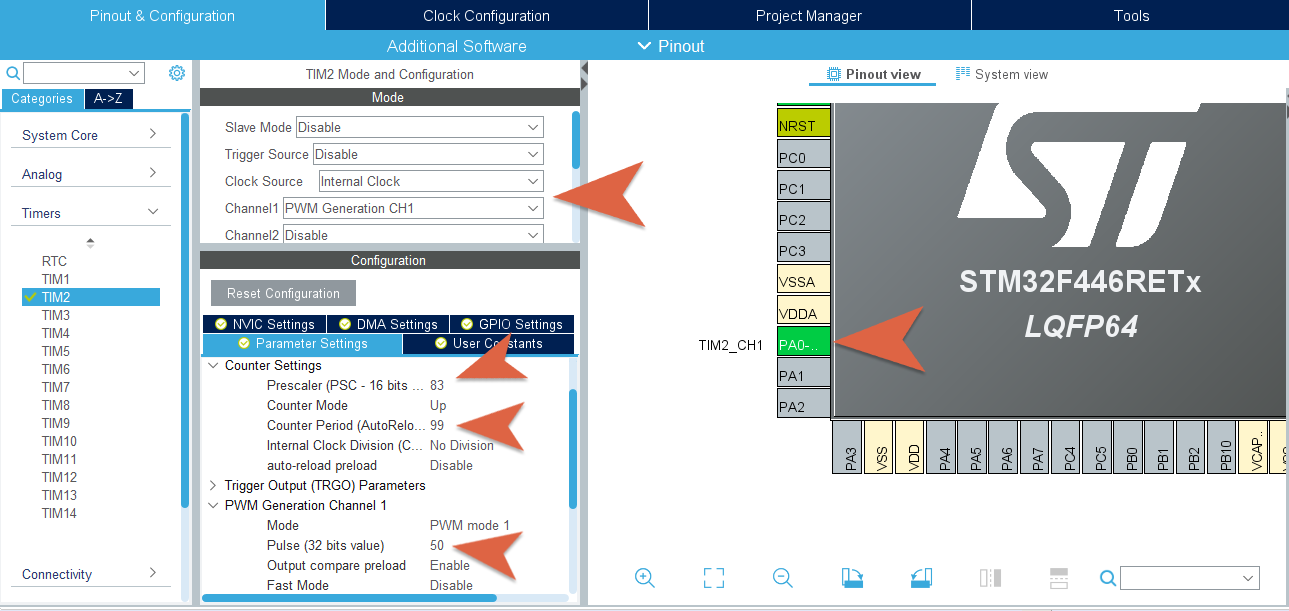 Pinout & Configuration
Clock Configuration
Project Manager
Tools
Additional Software
Pinout
Categories
A->Z
System Core
Analog
Timers
RTC
TIM1
TIM2
TIM3
TIM4
TIM5
TIM6
TIM7
TIM8
TIM9
TIM10
TIM11
TIM12
TIM13
TIM14
Connectivity
TIM2 Mode and Configuration
Mode
Slave Mode Disable
Trigger Source Disable
Clock Source Internal Clock
Channel1 PWM Generation CH1
Channel2 Disable
Configuration
Reset Configuration
NVIC Settings
DMA Settings
GPIO Settings
Parameter Settings
User Constants
Counter Settings
Prescaler (PSC - 16 bits ... 83
Counter Mode Up
Counter Period (AutoRelo... 99
Internal Clock Division (C... No Division
auto-reload preload Disable
Trigger Output (TRGO) Parameters
PWM Generation Channel 1
Mode PWM mode 1
Pulse (32 bits value) 50
Output compare preload Enable
Fast Mode Disable
Pinout view
System view
NRST
PC0
PC1
PC2
PC3
VSSA
VDDA
TIM2_CH1
PA0-...
PA1
PA2
ST
STM32F446RETx
LQFP64
PA3
VSS
VDD
PA4
PA5
PA6
PA7
PC4
PC5
PB0
PB1
PB2
PB10
VCAP...